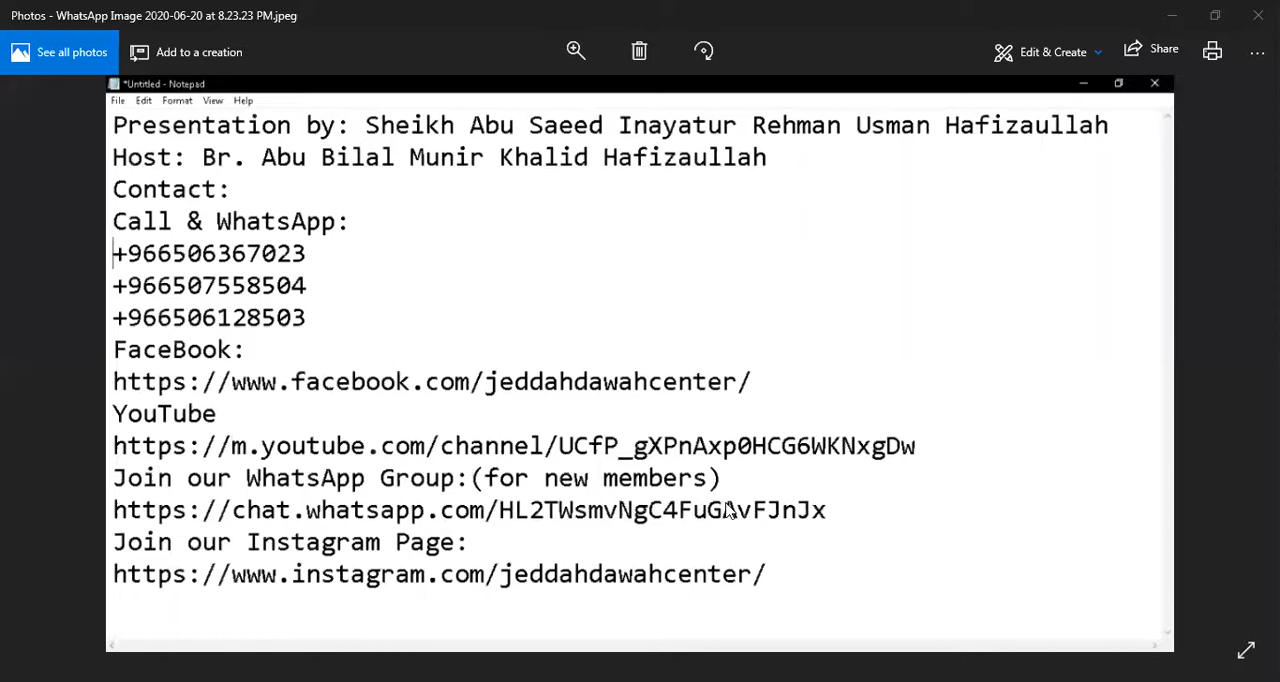 Photos - WhatsApp Image 2020-06-20 at 8.23.23 PM.jpeg
See all photos
Add to a creation
Edit & Create
Share
*Untitled - Notepad
File Edit Format View Help
Presentation by: Sheikh Abu Saeed Inayatur Rehman Usman Hafizaullah
Host: Br. Abu Bilal Munir Khalid Hafizaullah
Contact:
Call & WhatsApp:
+966506367023
+966507558504
+966506128503
FaceBook:
https://www.facebook.com/jeddahdawahcenter/
YouTube
https://m.youtube.com/channel/UCfP_gXPnAxp0HCG6WKNxgDw
Join our WhatsApp Group:(for new members)
Join our Instagram Page:
https://www.instagram.com/jeddahdawahcenter/